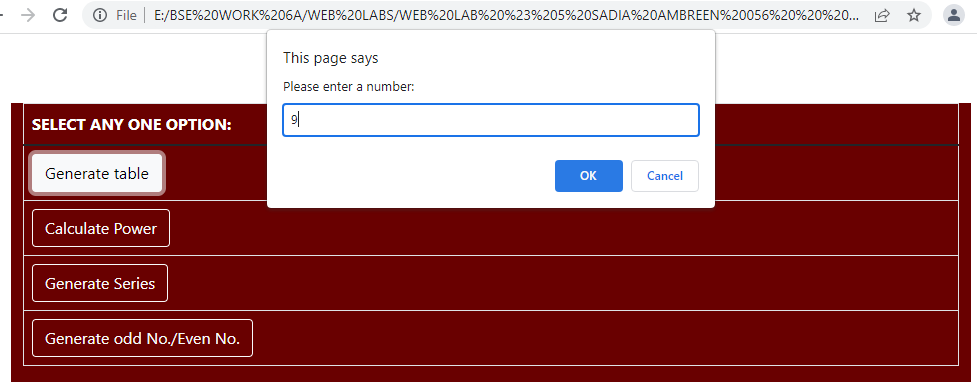 File E:/BSE%20WORK%206A/WEB%20LABS/WEB%20LAB%20%23%205%20SADIA%20AMBREEN%20056%20%20%20...
This page says
Please enter a number:
9
OK Cancel
SELECT ANY ONE OPTION:
Generate table
Calculate Power
Generate Series
Generate odd No./Even No.